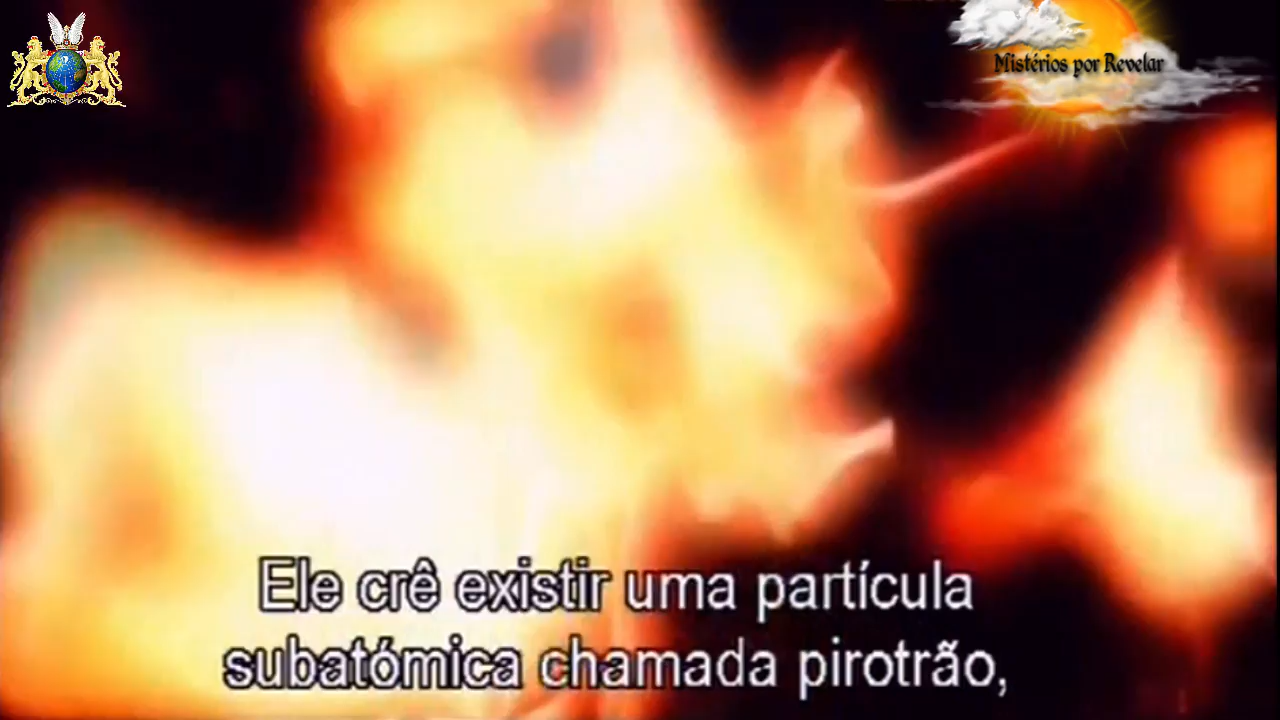 Mistérios por Revelar
Ele crê existir uma partícula
subatómica chamada pirotrão,